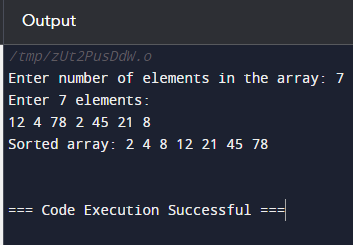 Output
/tmp/zUt2PusDdW.o
Enter number of elements in the array: 7
Enter 7 elements:
12 4 78 2 45 21 8
Sorted array: 2 4 8 12 21 45 78
=== Code Execution Successful ===